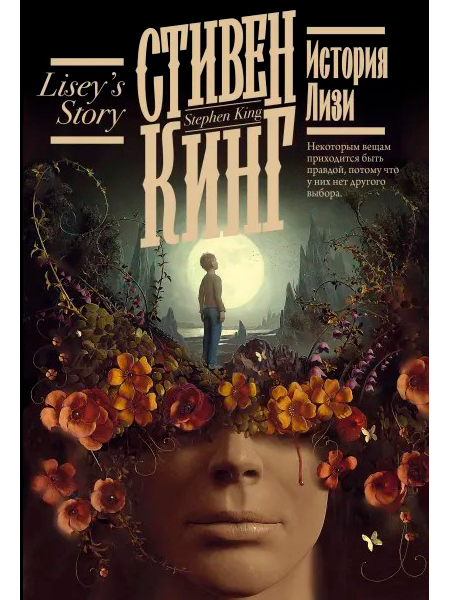 Lisey's
Story
СТИВЕН
Stephen King
КИНГ
История
Лизи
Некоторым вещам
приходится быть
правдой, потому что
у них нет другого
выбора.